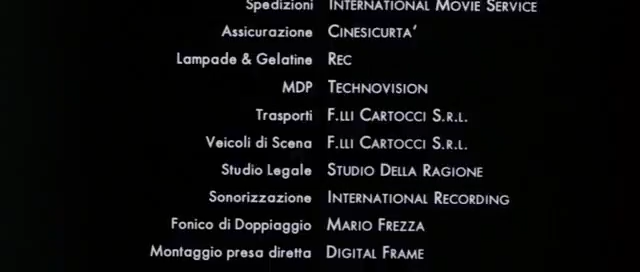 Spedizioni INTERNATIONAL MOVIE SERVICE
Assicurazione CINESICURTA'
Lampade & Gelatine REC
MDP TECHNOVISION
Trasporti F.LLI CARTOCCI S.R.L.
Veicoli di Scena F.LLI CARTOCCI S.R.L.
Studio Legale STUDIO DELLA RAGIONE
Sonorizzazione INTERNATIONAL RECORDING
Fonico di Doppiaggio MARIO FREZZA
Montaggio presa diretta DIGITAL FRAME